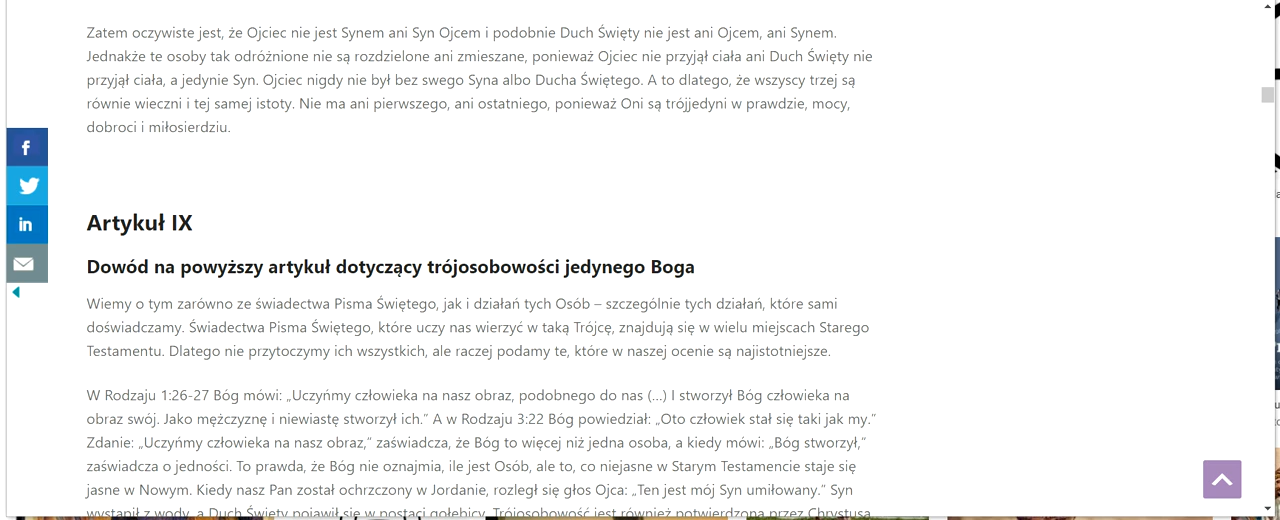 Zatem oczywiste jest, że Ojciec nie jest Synem ani Syn Ojcem i podobnie Duch Święty nie jest ani Ojcem, ani Synem.
Jednakże te osoby tak odróżnione nie są rozdzielone ani zmieszane, ponieważ Ojciec nie przyjął ciała ani Duch Święty nie
przyjął ciała, a jedynie Syn. Ojciec nigdy nie był bez swego Syna albo Ducha Świętego. A to dlatego, że wszyscy trzej są
równie wieczni i tej samej istoty. Nie ma ani pierwszego, ani ostatniego, ponieważ Oni są trójjedyni w prawdzie, mocy,
dobroci i miłosierdziu.
Artykuł IX
Dowód na powyższy artykuł dotyczący trójosobowości jedynego Boga
Wiemy o tym zarówno ze świadectwa Pisma Świętego, jak i działań tych Osób – szczególnie tych działań, które sami
doświadczamy. Świadectwa Pisma Świętego, które uczy nas wierzyć w taką Trójcę, znajdują się w wielu miejscach Starego
Testamentu. Dlatego nie przytoczymy ich wszystkich, ale raczej podamy te, które w naszej ocenie są najistotniejsze.
W Rodzaju 1:26-27 Bóg mówi: „Uczyńmy człowieka na nasz obraz, podobnego do nas (…) I stworzył Bóg człowieka na
obraz swój. Jako mężczyznę i niewiastę stworzył ich.” A w Rodzaju 3:22 Bóg powiedział: „Oto człowiek stał się taki jak my.”
Zdanie: „Uczyńmy człowieka na nasz obraz,” zaświadcza, że Bóg to więcej niż jedna osoba, a kiedy mówi: „Bóg stworzył,”
zaświadcza o jedności. To prawda, że Bóg nie oznajmia, ile jest Osób, ale to, co niejasne w Starym Testamencie staje się
jasne w Nowym. Kiedy nasz Pan został ochrzczony w Jordanie, rozległ się głos Ojca: „Ten jest mój Syn umiłowany.” Syn
wystąpił z wody, a Duch Święty pojawił się w postaci gołębicy. Trójosobowość jest również potwierdzona przez Chrystusa